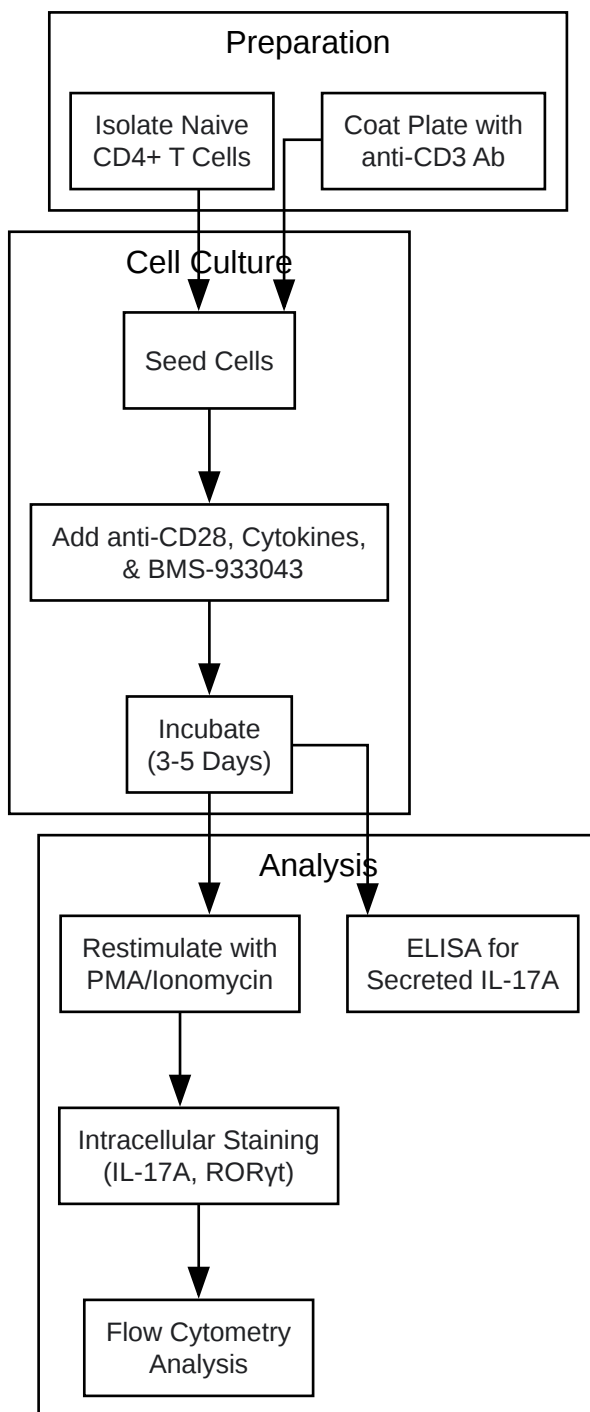 Preparation
Isolate Naive
CD4+ T Cells
Coat Plate with
anti-CD3 Ab
Cell Culture
Seed Cells
Add anti-CD28, Cytokines,
& BMS-933043
Incubate
(3-5 Days)
Analysis
Restimulate with
PMA/Ionomycin
ELISA for
Secreted IL-17A
Intracellular Staining
(IL-17A, RORγt)
Flow Cytometry
Analysis